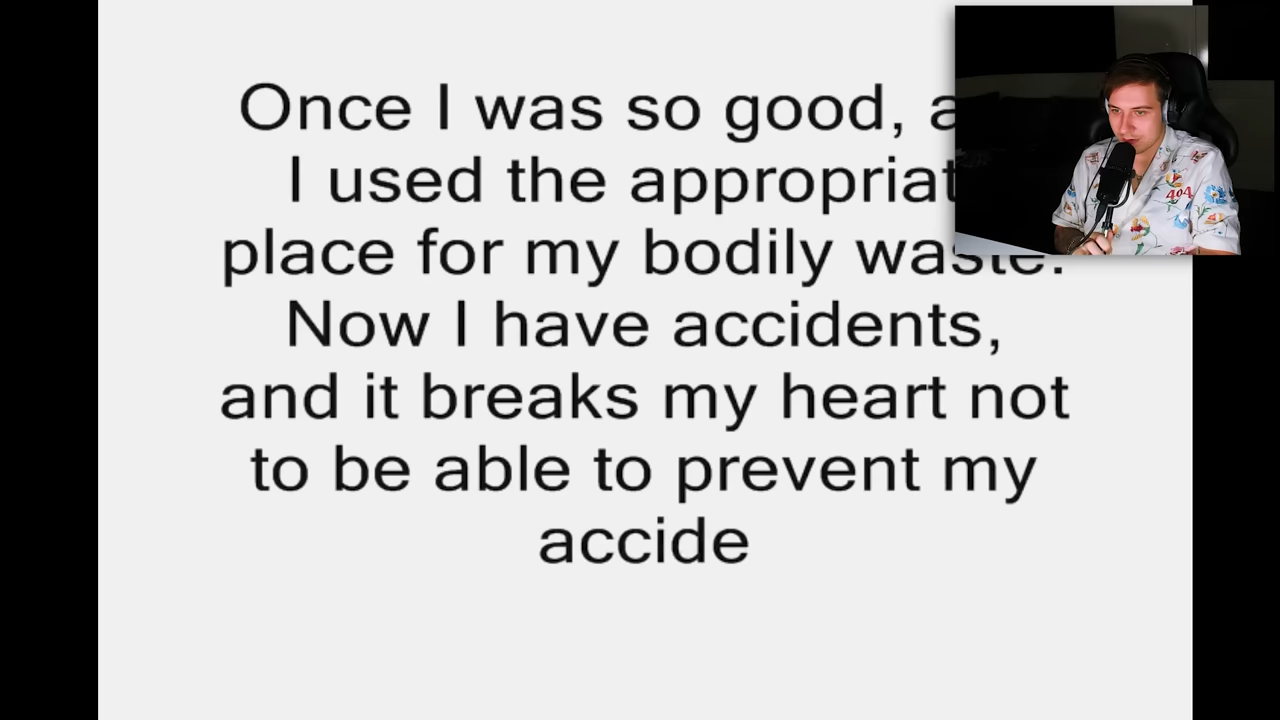 Once I was so good, a
I used the appropriat
place for my bodily waste.
Now I have accidents,
and it breaks my heart not
to be able to prevent my
accide
404